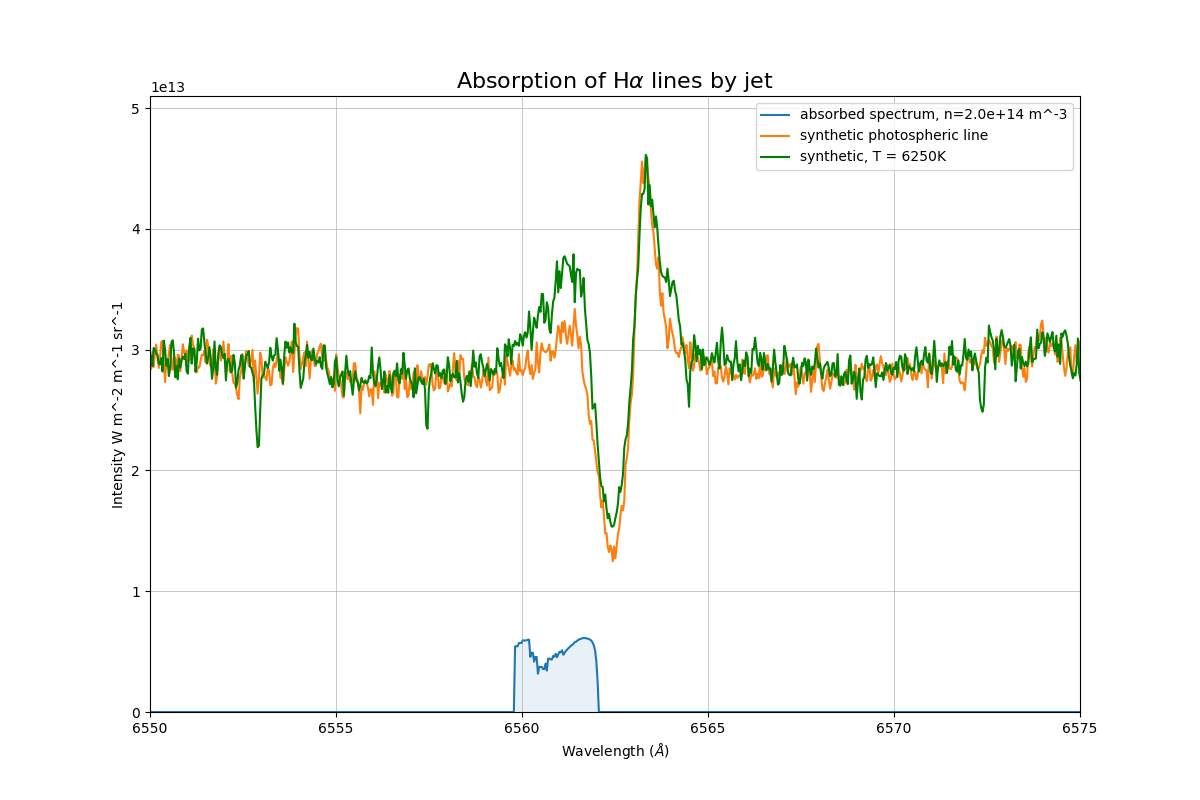 Absorption of Hα lines by jet
1e13
absorbed spectrum, n=2.0e+14 m^-3
synthetic photospheric line
synthetic, T = 6250K
5
4
3
2
1
0
Intensity W m^-2 m^-1 sr^-1
6550
6555
6560
6565
6570
6575
Wavelength (Å)